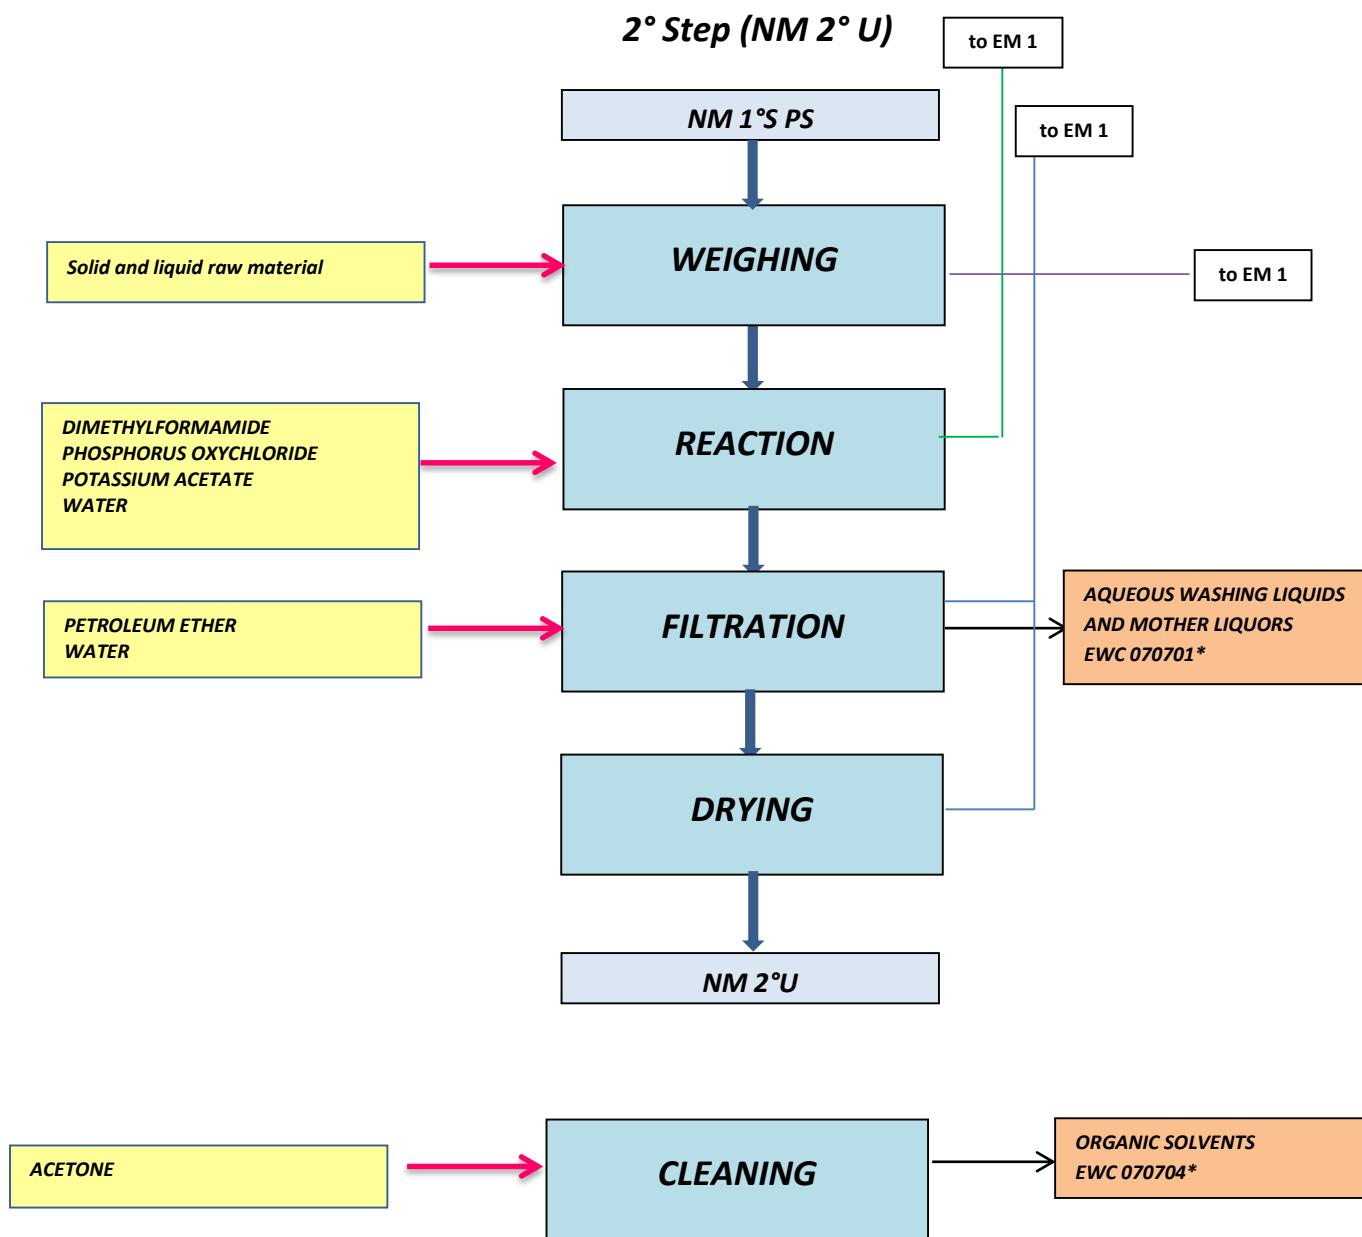 2° Step (NM 2° U)
to EM 1
NM 1°S PS
to EM 1
WEIGHING
Solid and liquid raw material
to EM 1
REACTION
DIMETHYLFORMAMIDE
PHOSPHORUS OXYCHLORIDE
POTASSIUM ACETATE
WATER
FILTRATION
PETROLEUM ETHER
WATER
AQUEOUS WASHING LIQUIDS
AND MOTHER LIQUORS
EWC 070701*
DRYING
NM 2°U
CLEANING
ACETONE
ORGANIC SOLVENTS
EWC 070704*